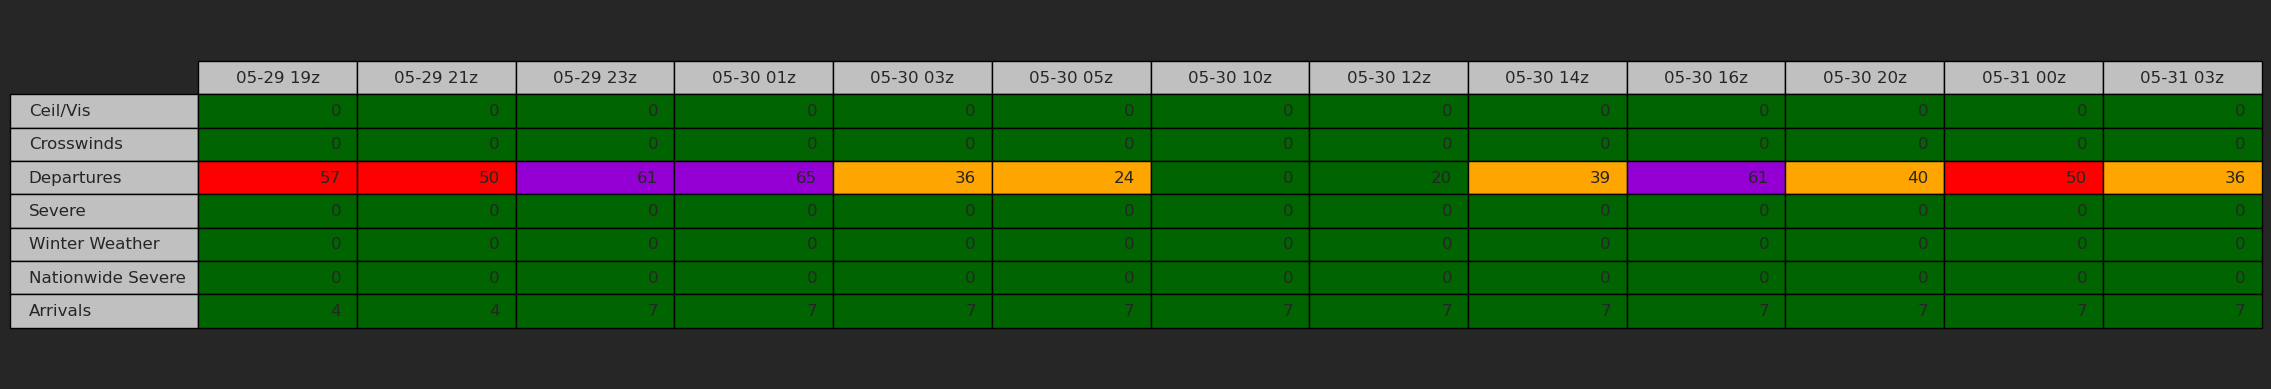 05-29 19z 05-29 21z 05-29 23z 05-30 01z 05-30 03z 05-30 05z 05-30 10z 05-30 12z 05-30 14z 05-30 16z 05-30 20z 05-31 00z 05-31 03z
Ceil/Vis 0 0 0 0 0 0 0 0 0 0 0 0 0
Crosswinds 0 0 0 0 0 0 0 0 0 0 0 0 0
Departures 57 50 61 65 36 24 0 20 39 61 40 50 36
Severe 0 0 0 0 0 0 0 0 0 0 0 0 0
Winter Weather 0 0 0 0 0 0 0 0 0 0 0 0 0
Nationwide Severe 0 0 0 0 0 0 0 0 0 0 0 0 0
Arrivals 4 4 7 7 7 7 7 7 7 7 7 7 7